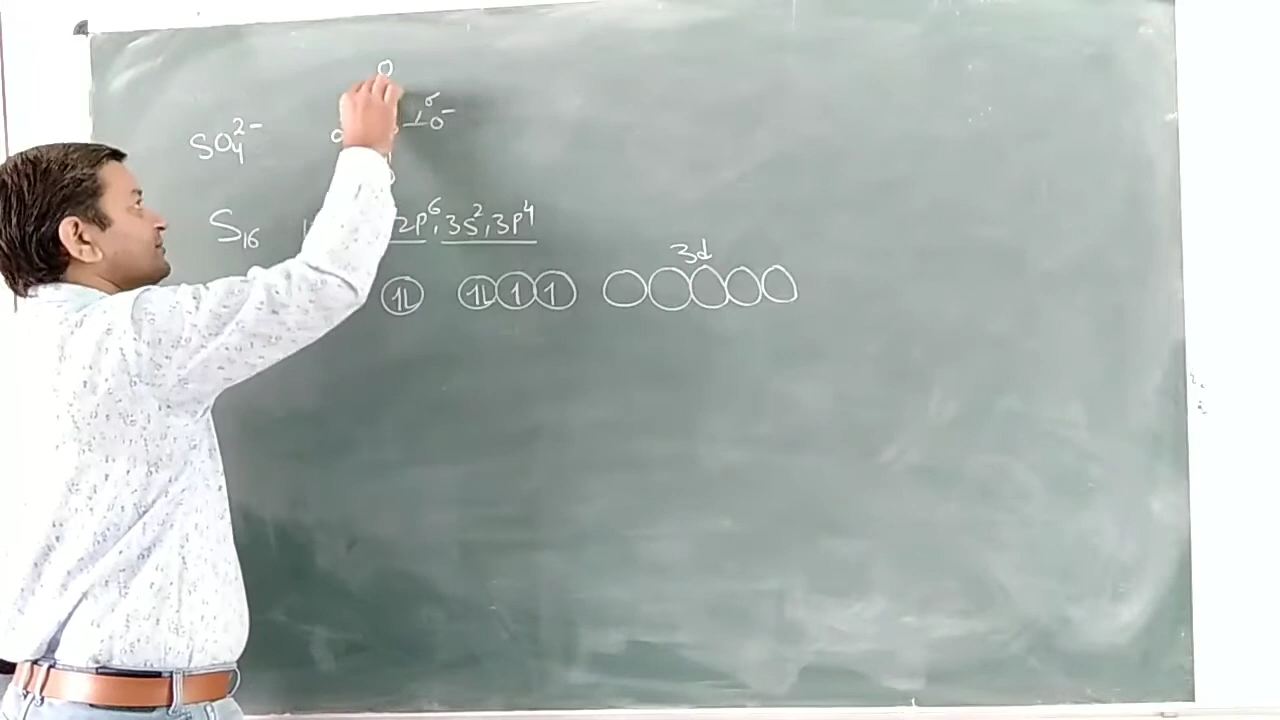 O
σ
SO₄²⁻ O —O⁻
S₁₆ 2p⁶, 3s², 3p⁴
3d
1L 1L 1 1